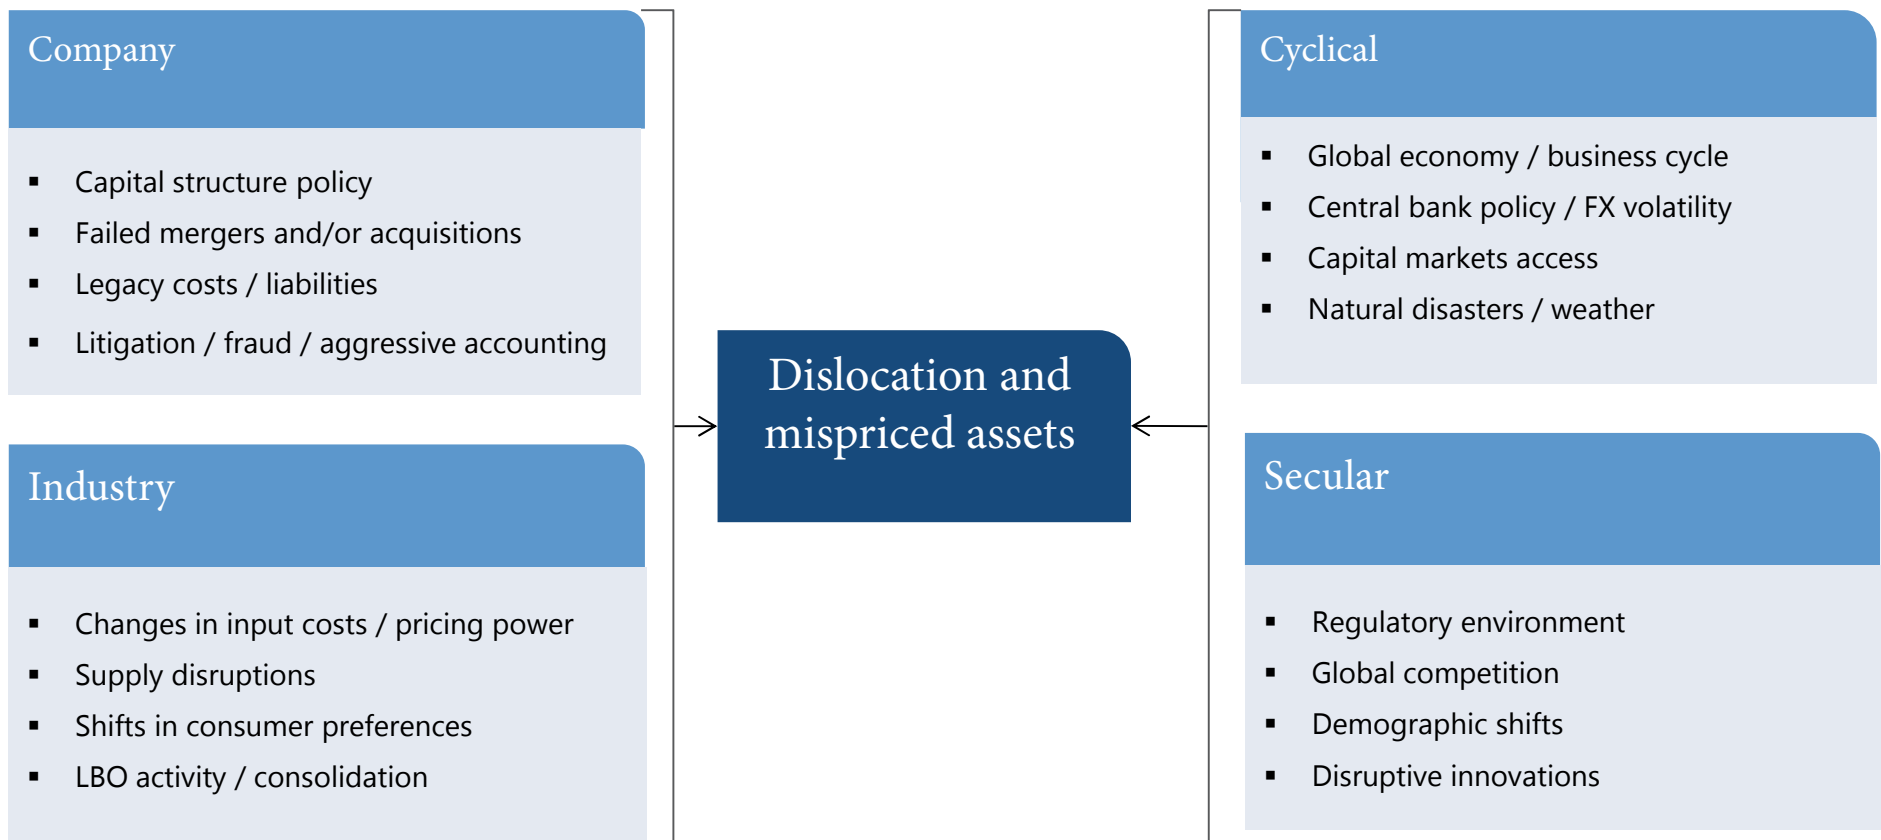 Company
▪ Capital structure policy
▪ Failed mergers and/or acquisitions
▪ Legacy costs / liabilities
▪ Litigation / fraud / aggressive accounting
Industry
▪ Changes in input costs / pricing power
▪ Supply disruptions
▪ Shifts in consumer preferences
▪ LBO activity / consolidation
Dislocation and
mispriced assets
Cyclical
▪ Global economy / business cycle
▪ Central bank policy / FX volatility
▪ Capital markets access
▪ Natural disasters / weather
Secular
▪ Regulatory environment
▪ Global competition
▪ Demographic shifts
▪ Disruptive innovations